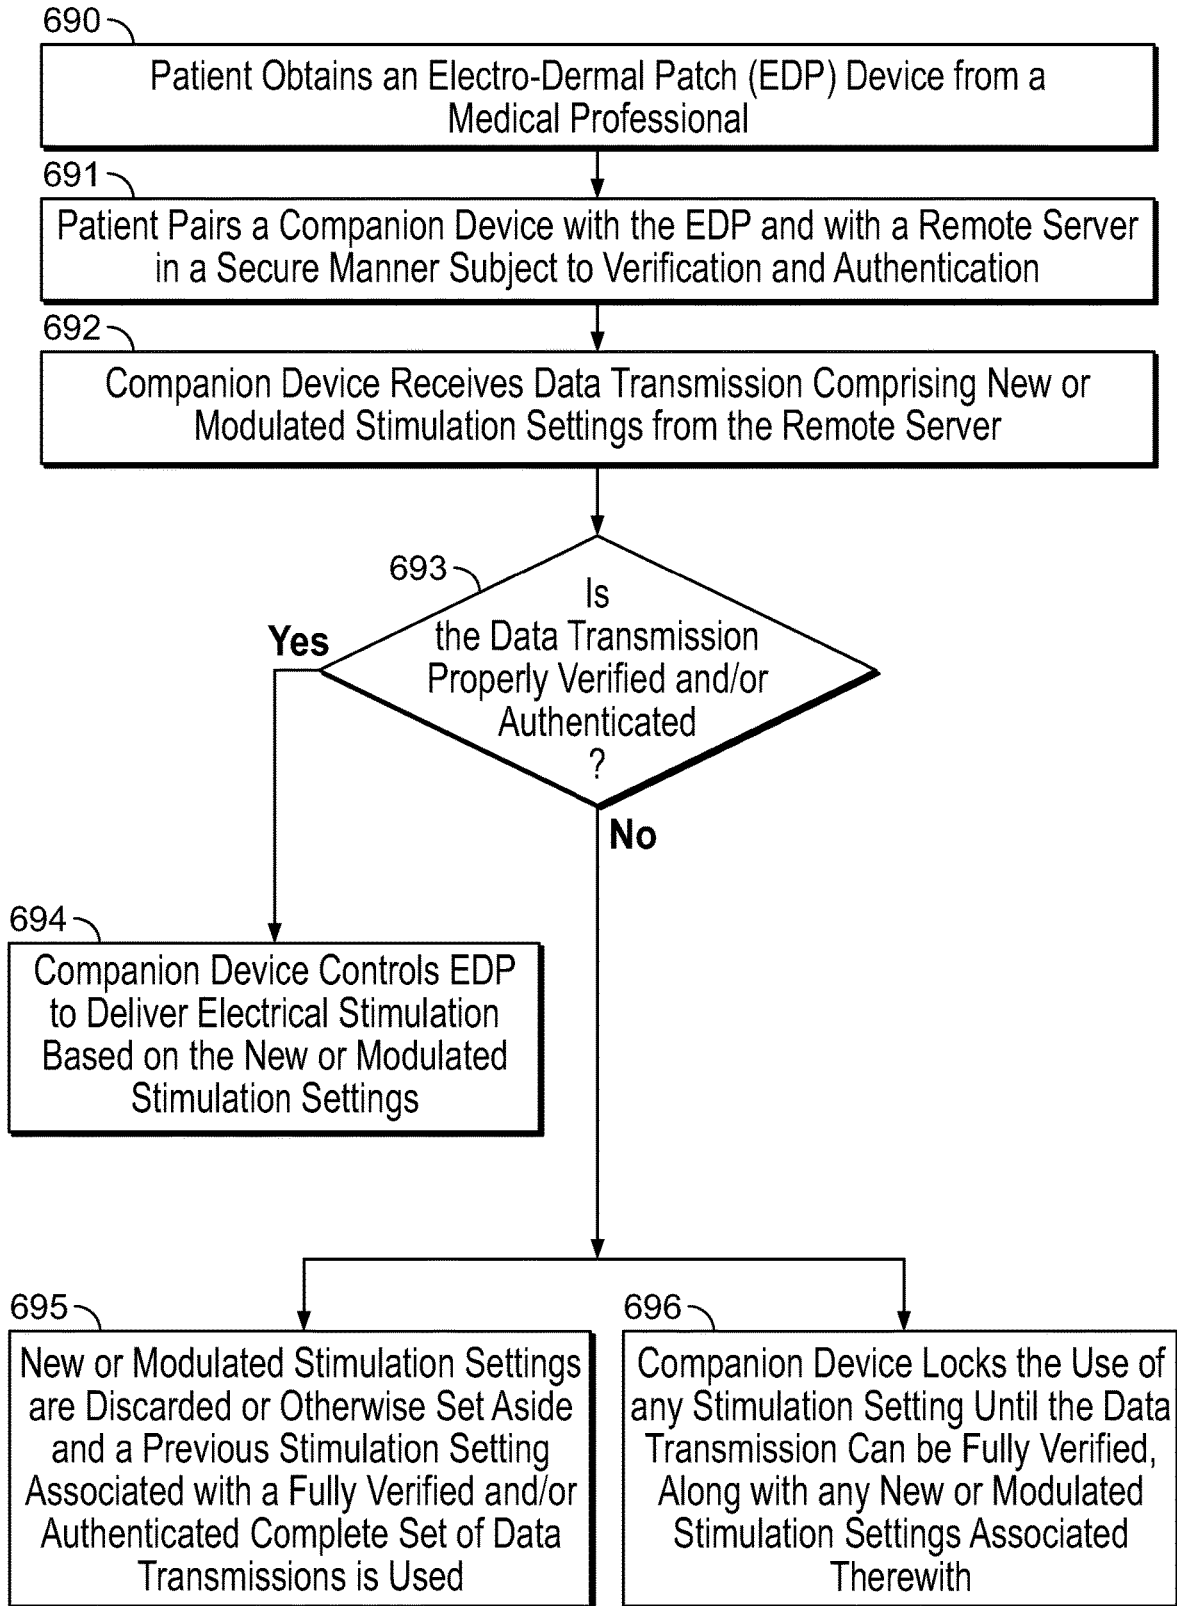 690
Patient Obtains an Electro-Dermal Patch (EDP) Device from a
Medical Professional
691
Patient Pairs a Companion Device with the EDP and with a Remote Server
in a Secure Manner Subject to Verification and Authentication
692
Companion Device Receives Data Transmission Comprising New or
Modulated Stimulation Settings from the Remote Server
693
Is
the Data Transmission
Properly Verified and/or
Authenticated
?
Yes
No
694
Companion Device Controls EDP
to Deliver Electrical Stimulation
Based on the New or Modulated
Stimulation Settings
695
New or Modulated Stimulation Settings
are Discarded or Otherwise Set Aside
and a Previous Stimulation Setting
Associated with a Fully Verified and/or
Authenticated Complete Set of Data
Transmissions is Used
696
Companion Device Locks the Use of
any Stimulation Setting Until the Data
Transmission Can be Fully Verified,
Along with any New or Modulated
Stimulation Settings Associated
Therewith